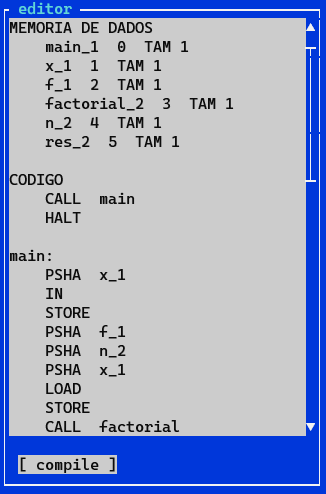 editor
MEMORIA DE DADOS
main_1 0 TAM 1
x_1 1 TAM 1
f_1 2 TAM 1
factorial_2 3 TAM 1
n_2 4 TAM 1
res_2 5 TAM 1
CODIGO
CALL main
HALT
main:
PSHA x_1
IN
STORE
PSHA f_1
PSHA n_2
PSHA x_1
LOAD
STORE
CALL factorial
[ compile ]